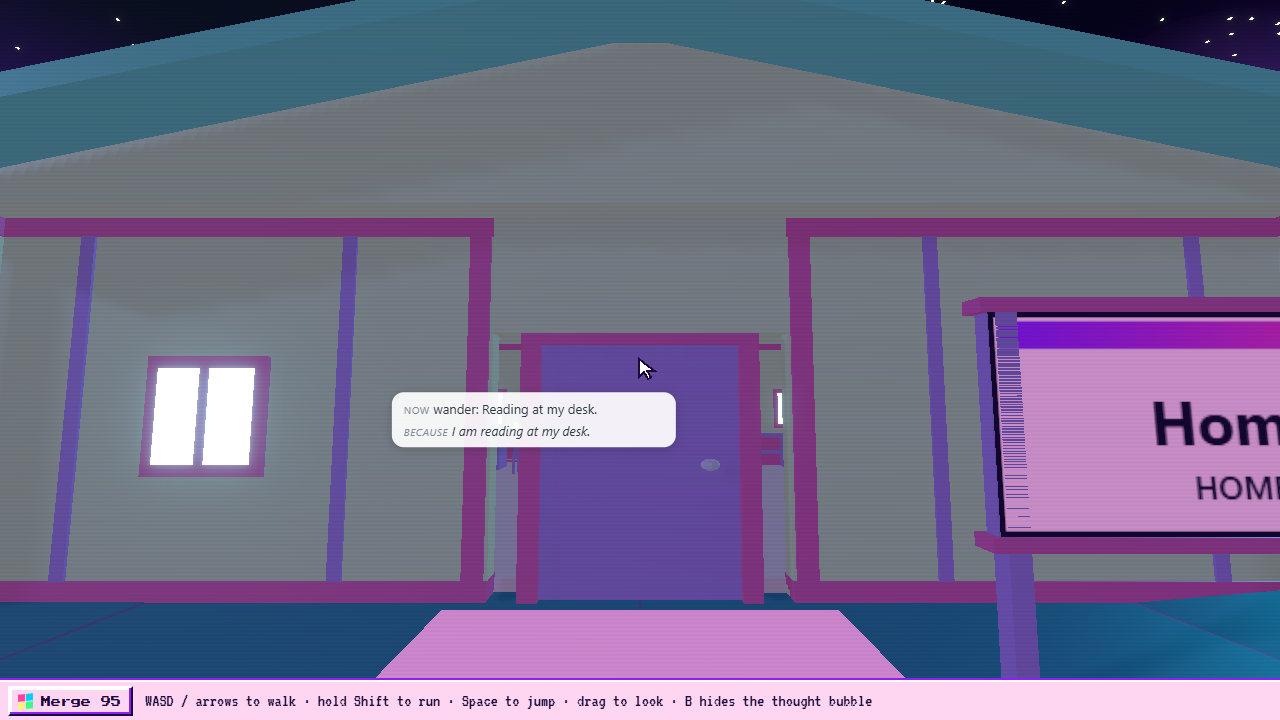 NOW wander: Reading at my desk.
BECAUSE I am reading at my desk.
Hom
HOME
Merge 95 WASD / arrows to walk · hold Shift to run · Space to jump · drag to look · B hides the thought bubble